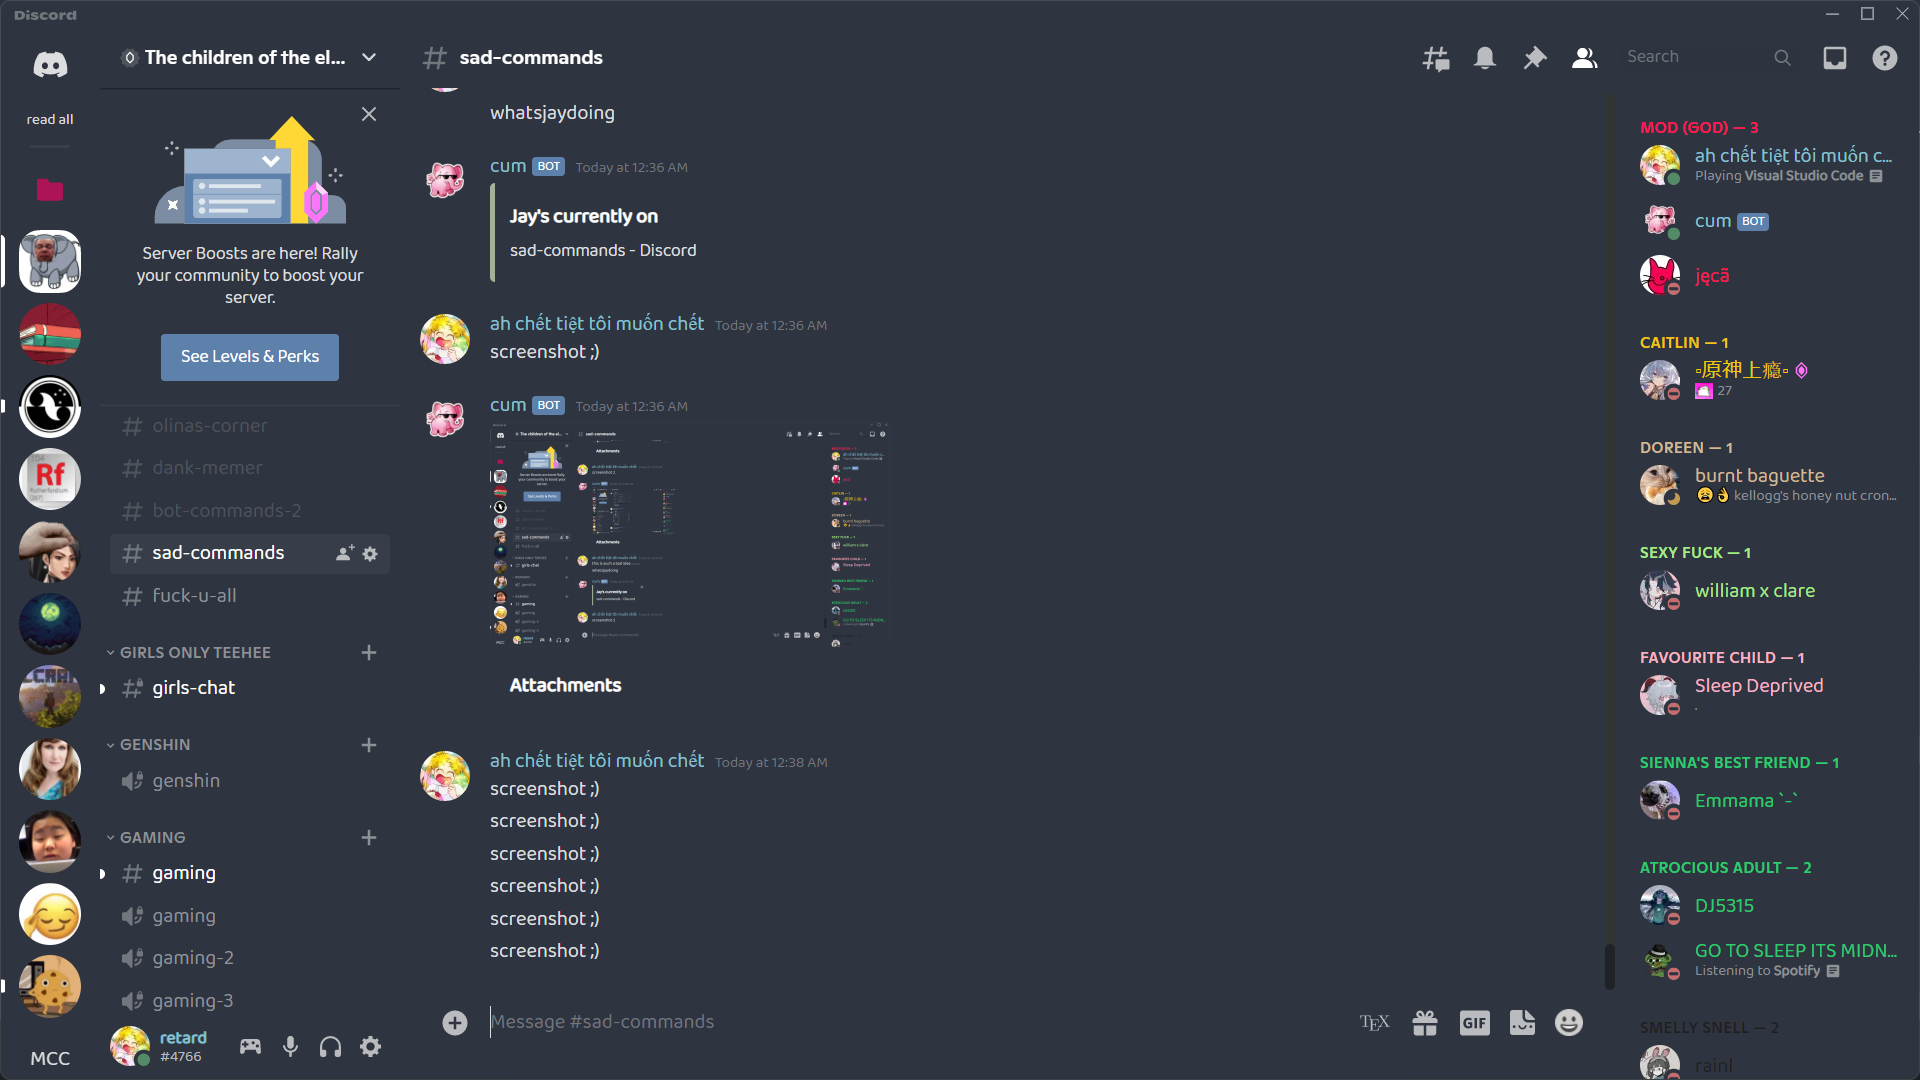 Discord
read all
MCC
The children of the el...
Server Boosts are here! Rally
your community to boost your
server.
See Levels & Perks
olinas-corner
dank-memer
bot-commands-2
sad-commands
fuck-u-all
GIRLS ONLY TEEHEE
girls-chat
GENSHIN
genshin
GAMING
gaming
gaming
gaming-2
gaming-3
retard
#4766
sad-commands
Search
whatsjaydoing
cum BOT Today at 12:36 AM
Jay's currently on
sad-commands - Discord
ah chết tiệt tôi muốn chết Today at 12:36 AM
screenshot ;)
cum BOT Today at 12:36 AM
Attachments
ah chết tiệt tôi muốn chết Today at 12:38 AM
screenshot ;)
screenshot ;)
screenshot ;)
screenshot ;)
screenshot ;)
screenshot ;)
Message #sad-commands
TEX
GIF
MOD (GOD) — 3
ah chết tiệt tôi muốn c...
Playing Visual Studio Code
cum BOT
jęcã
CAITLIN — 1
▫原神上瘾▫
27
DOREEN — 1
burnt baguette
kellogg's honey nut cron...
SEXY FUCK — 1
william x clare
FAVOURITE CHILD — 1
Sleep Deprived
.
SIENNA'S BEST FRIEND — 1
Emmama `-`
ATROCIOUS ADULT — 2
DJ5315
GO TO SLEEP ITS MIDN...
Listening to Spotify
SMELLY SNELL — 2
rainl